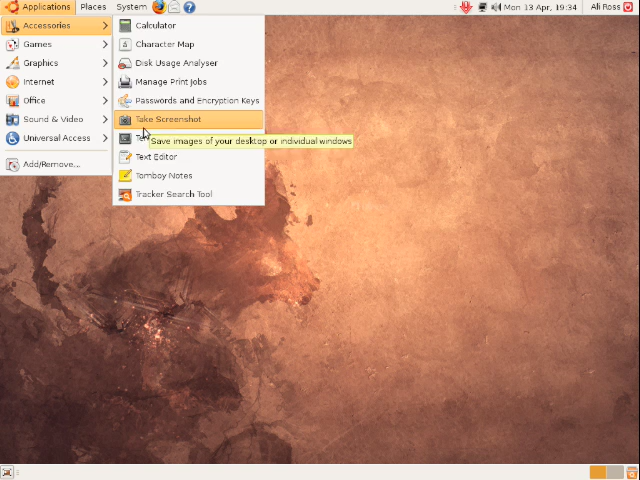 Applications Places System Mon 13 Apr, 19:34 Ali Ross
Accessories
Games
Graphics
Internet
Office
Sound & Video
Universal Access
Add/Remove...
Calculator
Character Map
Disk Usage Analyser
Manage Print Jobs
Passwords and Encryption Keys
Take Screenshot
Save images of your desktop or individual windows
Text Editor
Tomboy Notes
Tracker Search Tool